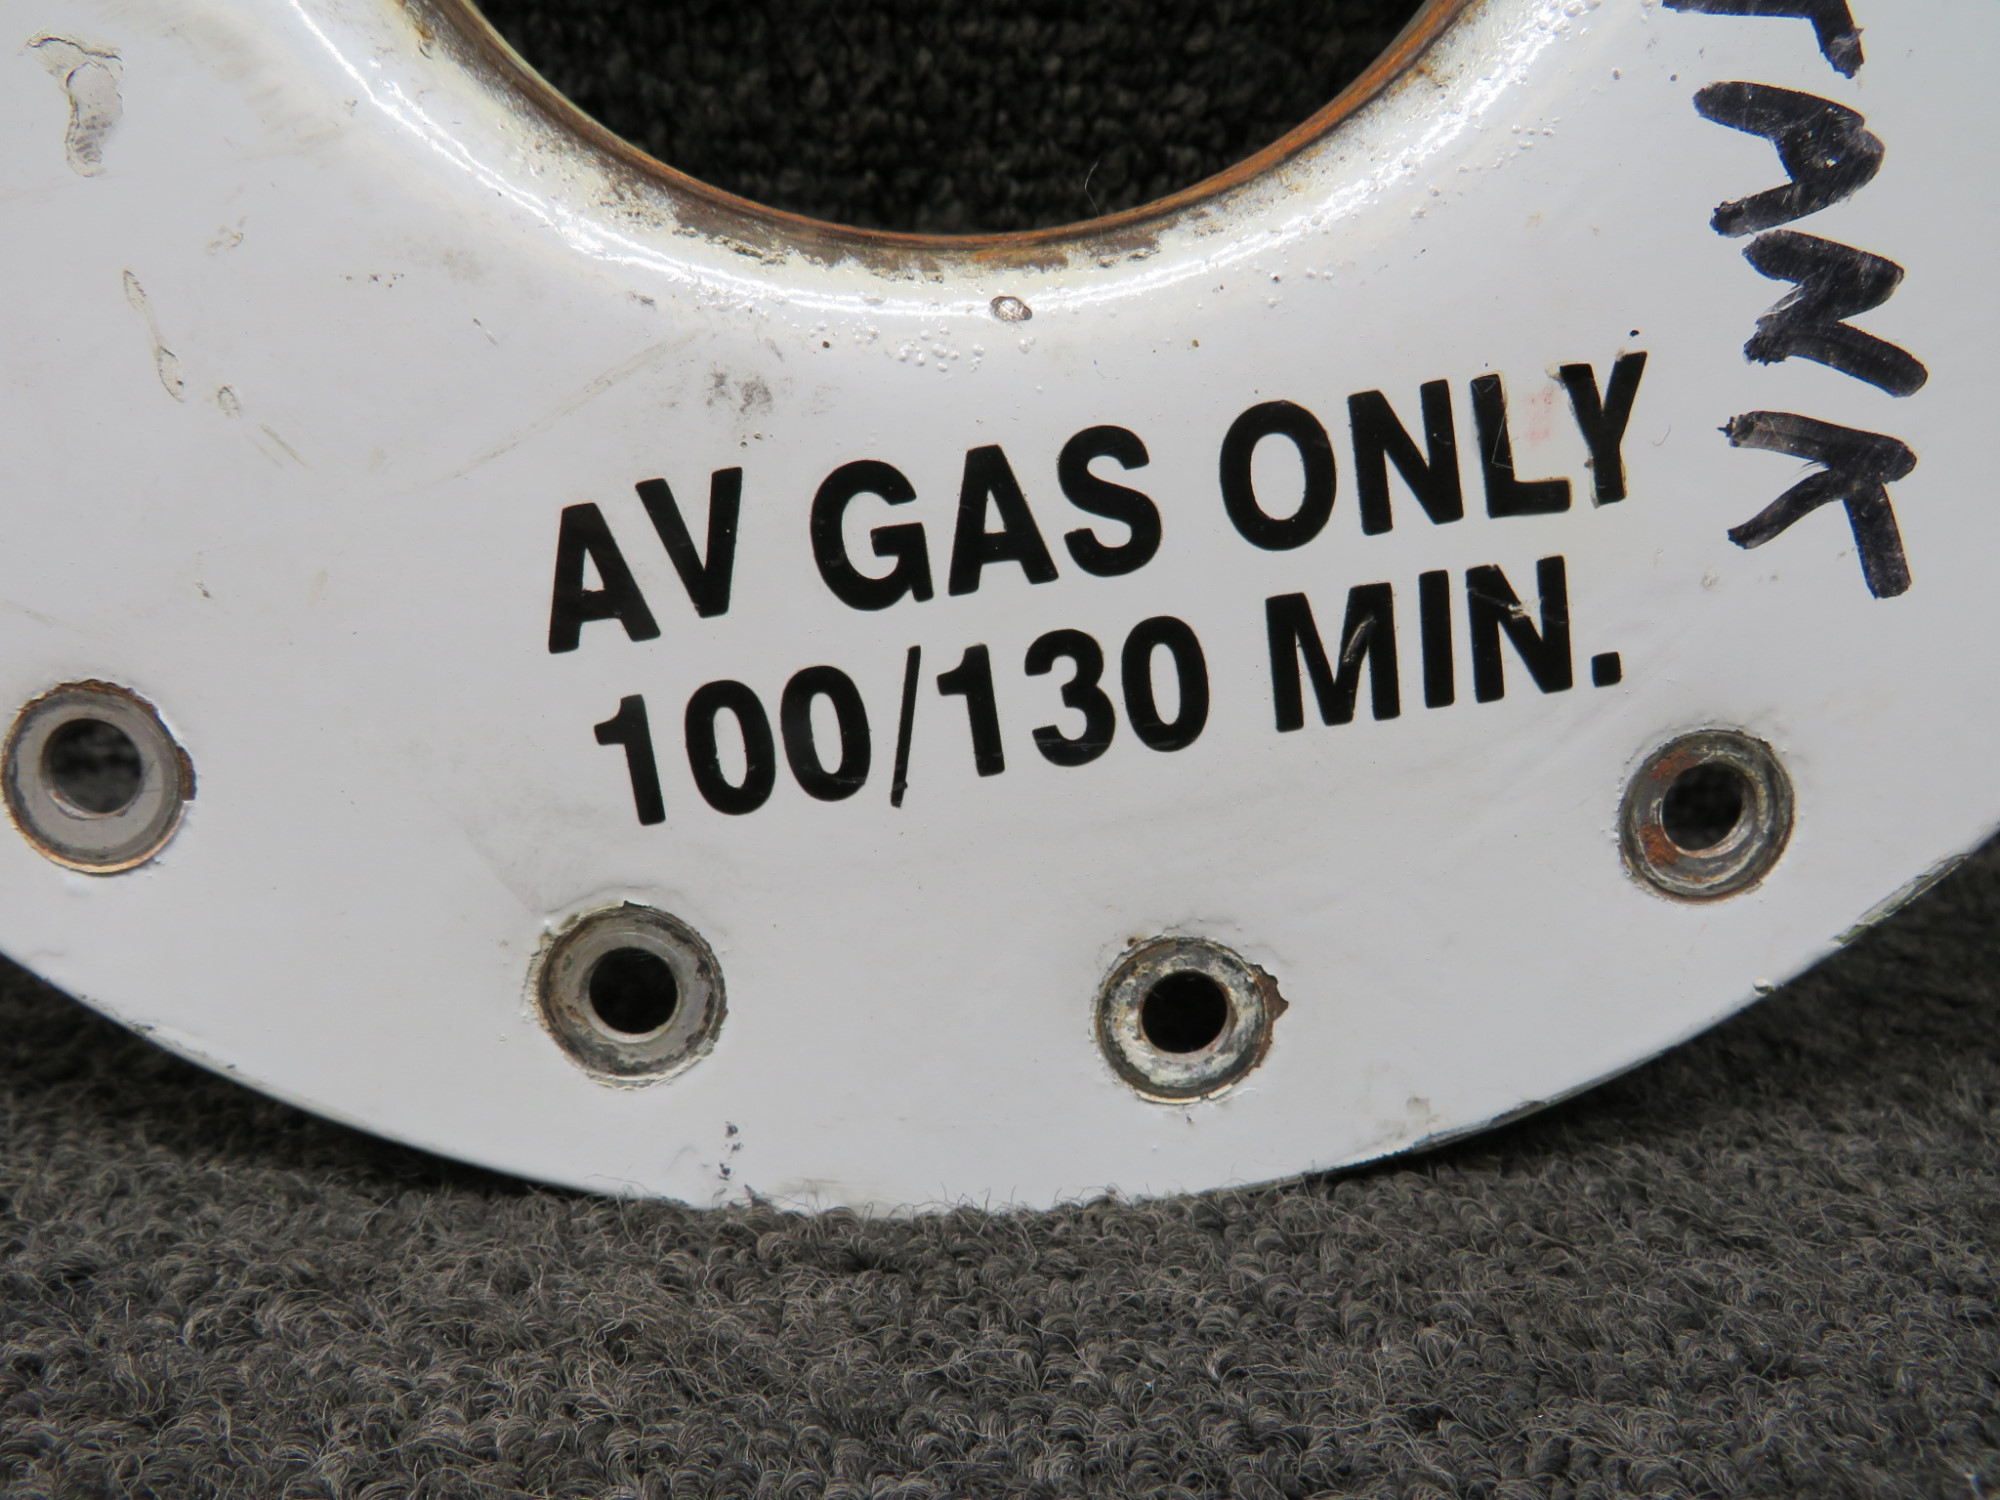 AV GAS ONLY
100/130 MIN.
TANK